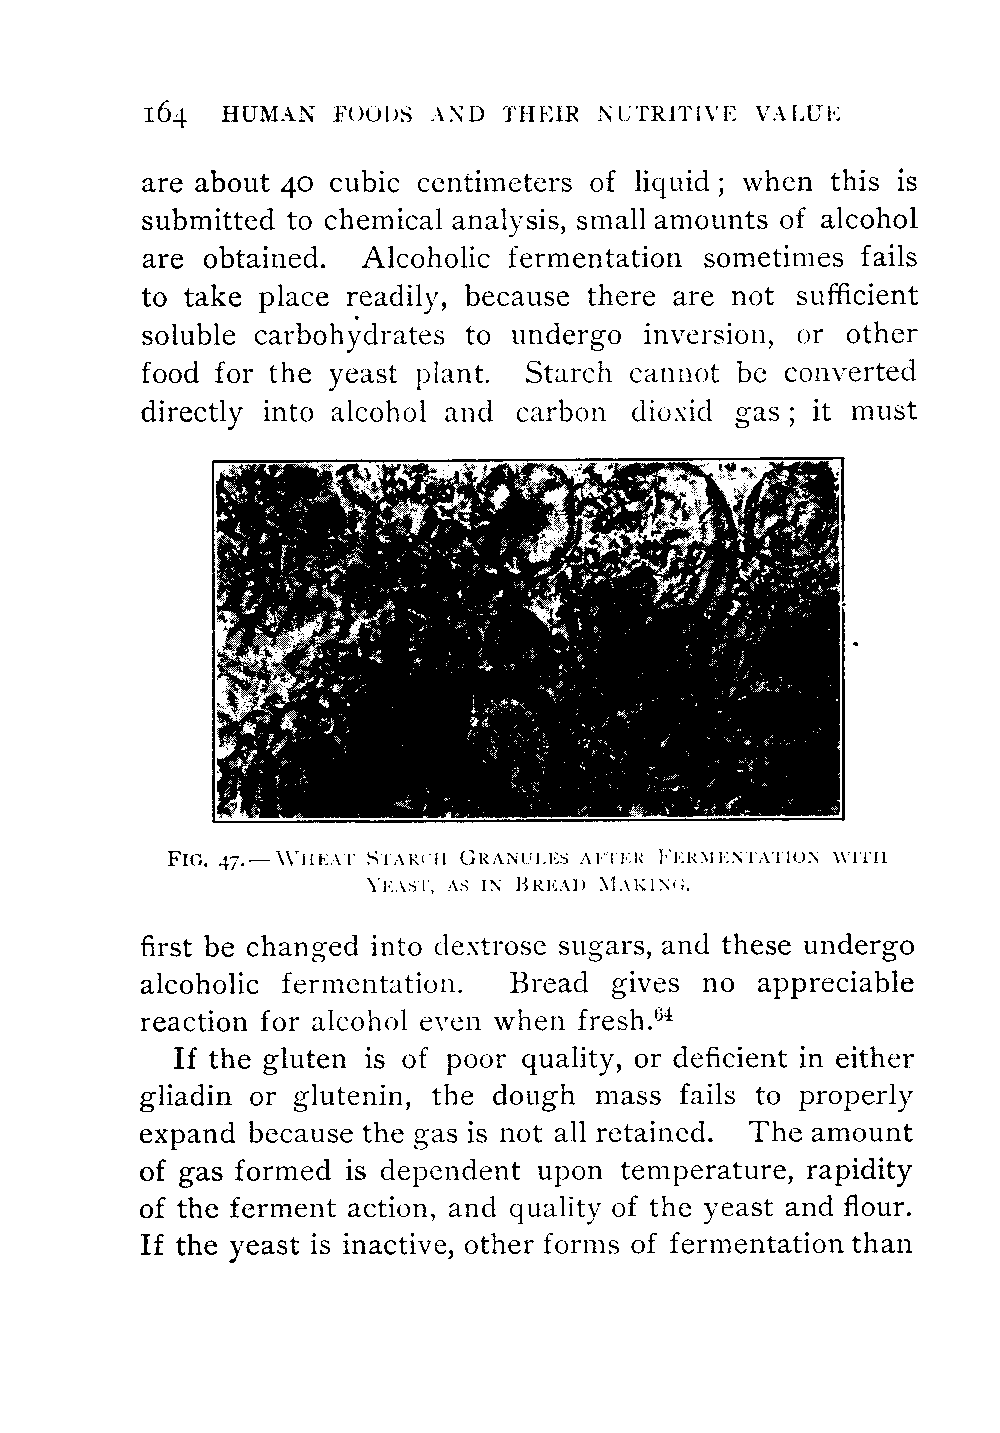 164 HUMAN FOODS AND THEIR NUTRITIVE VALUE
are about 40 cubic centimeters of liquid; when this is
submitted to chemical analysis, small amounts of alcohol
are obtained. Alcoholic fermentation sometimes fails
to take place readily, because there are not sufficient
soluble carbohydrates to undergo inversion, or other
food for the yeast plant. Starch cannot be converted
directly into alcohol and carbon dioxid gas; it must
FIG. 47.—WHEAT STARCH GRANULES AFTER FERMENTATION WITH
YEAST, AS IN BREAD MAKING.
first be changed into dextrose sugars, and these undergo
alcoholic fermentation. Bread gives no appreciable
reaction for alcohol even when fresh.⁶⁴
If the gluten is of poor quality, or deficient in either
gliadin or glutenin, the dough mass fails to properly
expand because the gas is not all retained. The amount
of gas formed is dependent upon temperature, rapidity
of the ferment action, and quality of the yeast and flour.
If the yeast is inactive, other forms of fermentation than